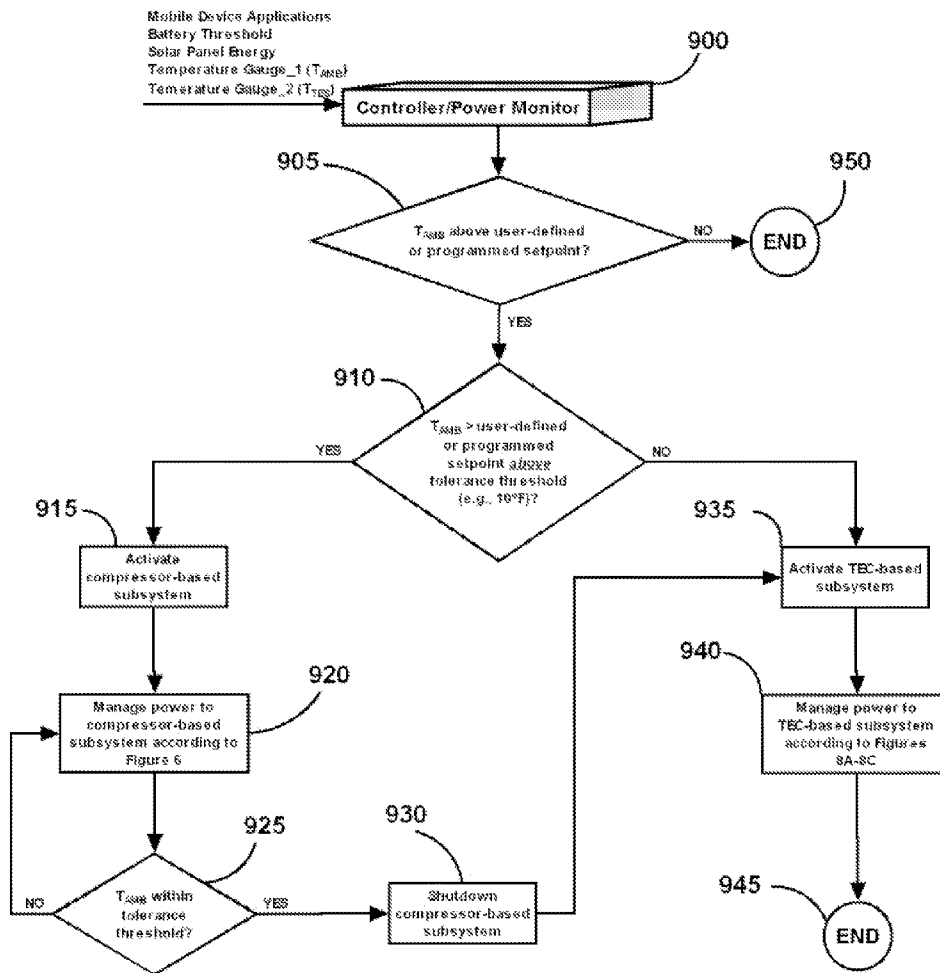 Mobile Device Applications
Battery Threshold
Solar Panel Energy
Temperature Gauge_1 (TAMB)
Temerature Gauge_2 (TTES)
900
Controller/Power Monitor
905
950
TAMB above user-defined
or programmed setpoint?
NO
END
YES
910
TAMB > user-defined
or programmed
setpoint above
tolerance threshold
(e.g., 10°F)?
YES
NO
915
935
Activate
compressor-based
subsystem
Activate TEC-based
subsystem
920
940
Manage power to
compressor-based
subsystem according to
Figure 6
Manage power to
TEC-based subsystem
according to Figures
8A-8C
925
930
TAMB within
tolerance
threshold?
NO
YES
Shutdown
compressor-based
subsystem
945
END